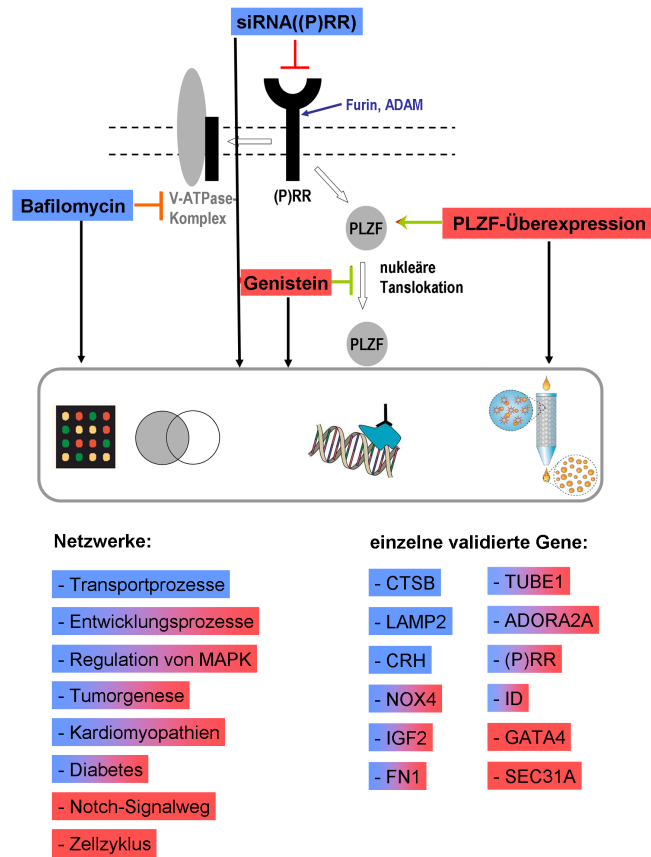 siRNA((P)RR)
Furin, ADAM
(P)RR
V-ATPase-
Komplex
Bafilomycin
PLZF
PLZF-Überexpression
nukleäre
Tanslokation
Genistein
PLZF
Netzwerke:
- Transportprozesse
- Entwicklungsprozesse
- Regulation von MAPK
- Tumorgenese
- Kardiomyopathien
- Diabetes
- Notch-Signalweg
- Zellzyklus
einzelne validierte Gene:
- CTSB
- LAMP2
- CRH
- NOX4
- IGF2
- FN1
- TUBE1
- ADORA2A
- (P)RR
- ID
- GATA4
- SEC31A